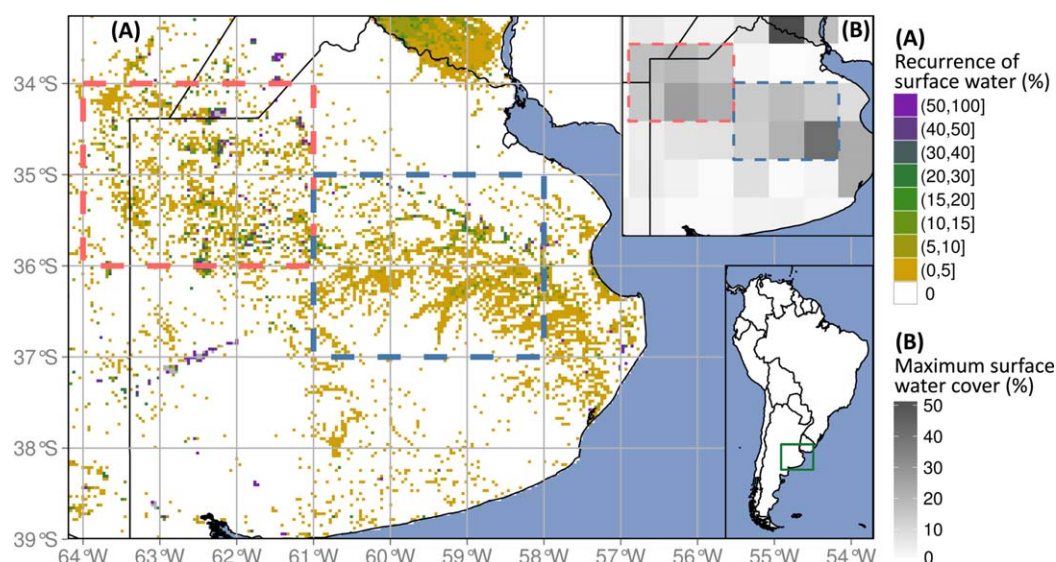 (A)
(B)
34°S
35°S
36°S
37°S
38°S
39°S
64°W 63°W 62°W 61°W 60°W 59°W 58°W 57°W 56°W 55°W 54°W
(A)
Recurrence of
surface water (%)
(50,100]
(40,50]
(30,40]
(20,30]
(15,20]
(10,15]
(5,10]
(0,5]
0
(B)
Maximum surface
water cover (%)
50
40
30
20
10
0